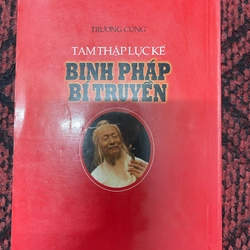 TRƯƠNG CUNG
TAM THẬP LỤC KẾ
BINH PHÁP
BÍ TRUYỀN